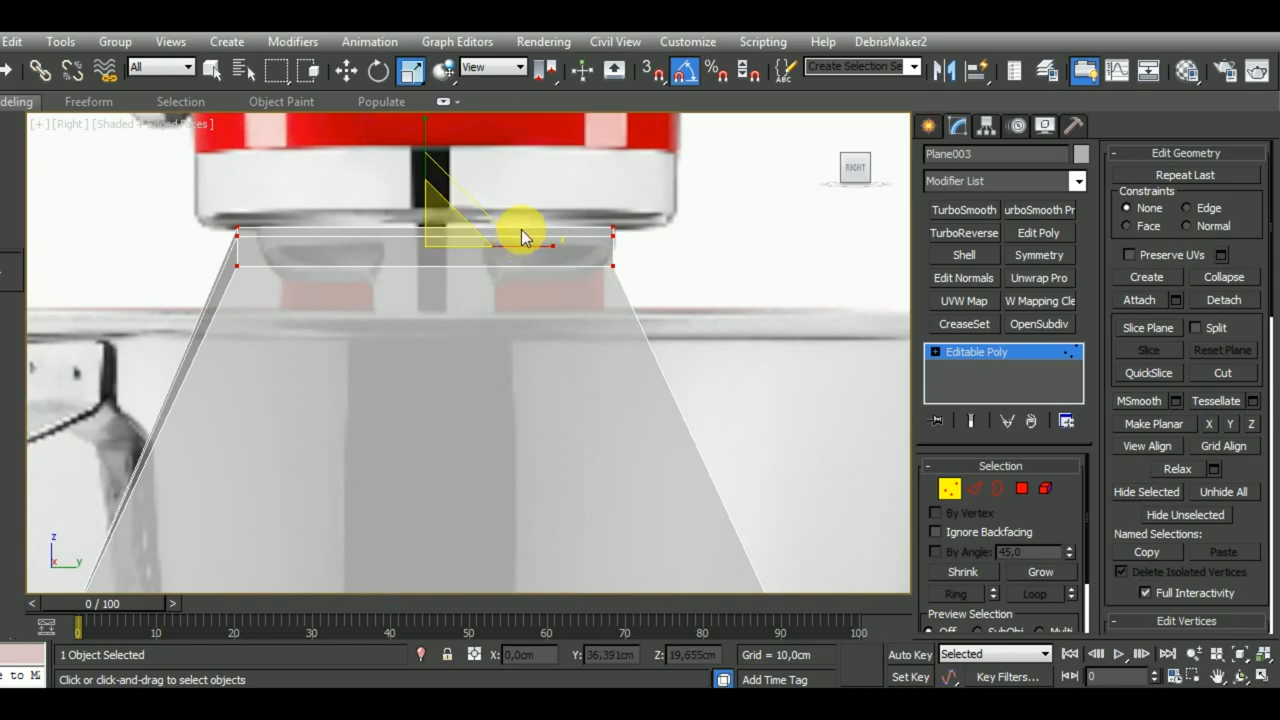 Edit Tools Group Views Create Modifiers Animation Graph Editors Rendering Civil View Customize Scripting Help DebrisMaker2
All View 3 Create Selection Se
deling Freeform Selection Object Paint Populate
[+] [Right] [Shaded
RIGHT
x
z
x y
Plane003
Modifier List
TurboSmooth urboSmooth Pr
TurboReverse Edit Poly
Shell Symmetry
Edit Normals Unwrap Pro
UVW Map W Mapping Cle
CreaseSet OpenSubdiv
Editable Poly
Selection
By Vertex
Ignore Backfacing
By Angle: 45,0
Shrink Grow
Ring Loop
Preview Selection
Off SubObj Multi
Edit Geometry
Repeat Last
Constraints
None Edge
Face Normal
Preserve UVs
Create Collapse
Attach Detach
Slice Plane Split
Slice Reset Plane
QuickSlice Cut
MSmooth Tessellate
Make Planar X Y Z
View Align Grid Align
Relax
Hide Selected Unhide All
Hide Unselected
Named Selections:
Copy Paste
Delete Isolated Vertices
Full Interactivity
Edit Vertices
< 0 / 100 >
0 10 20 30 40 50 60 70 80 90 100
1 Object Selected X: 0,0cm Y: 36,391cm Z: 19,655cm Grid = 10,0cm Auto Key Selected
Click or click-and-drag to select objects Add Time Tag Set Key Key Filters... 0